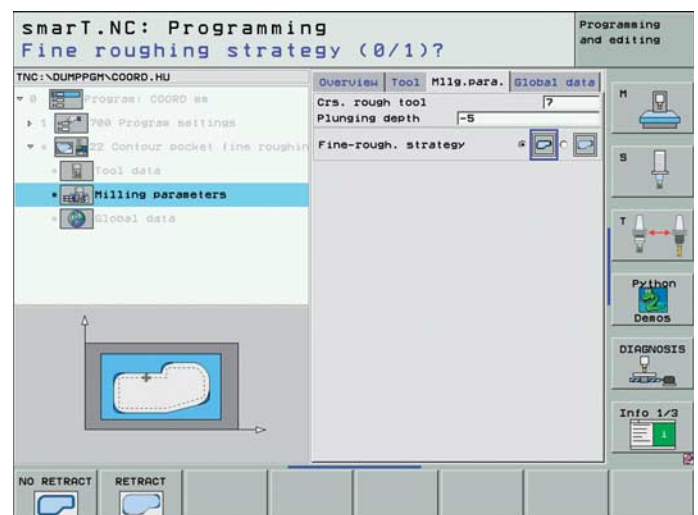 smarT.NC: Programming
Fine roughing strategy (0/1)?
Programming
and editing
TNC:\DUMPPGM\COORD.HU
0 Program: COORD mm
1 700 Program settings
22 Contour pocket fine roughin
Tool data
Milling parameters
Global data
Overview Tool Mllg.para. Global data
Crs. rough tool 7
Plunging depth -5
Fine-rough. strategy
M
S
T
Python
Demos
DIAGNOSIS
Info 1/3
i
NO RETRACT RETRACT